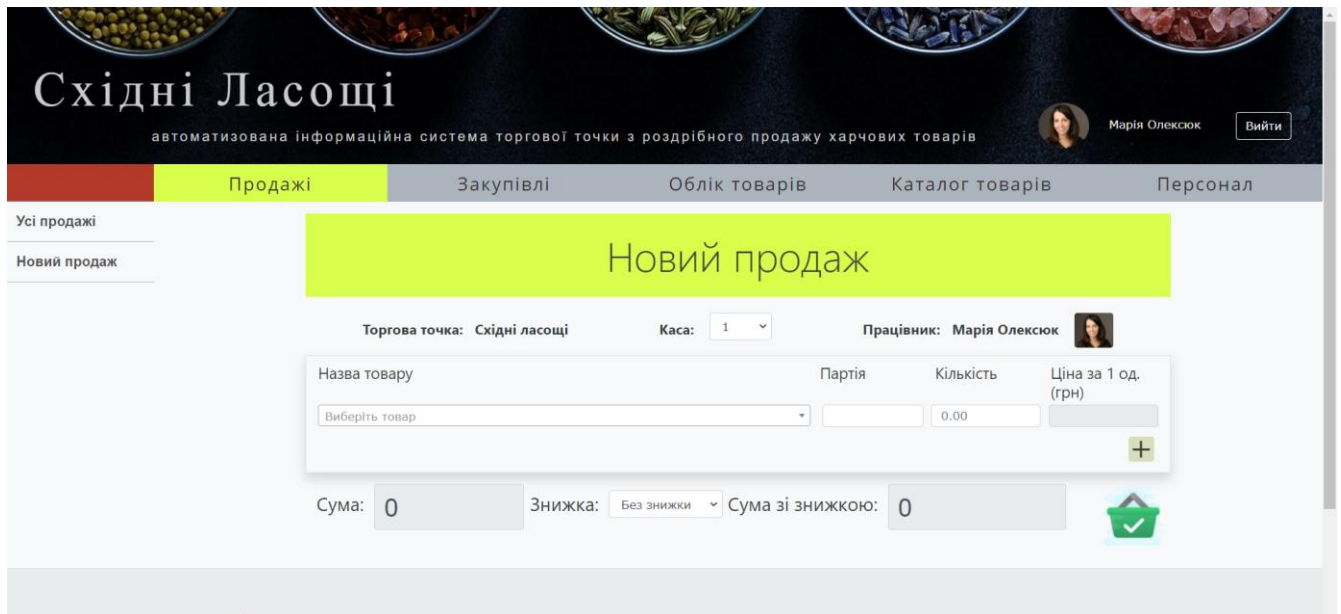 Східні Ласощі
автоматизована інформаційна система торгової точки з роздрібного продажу харчових товарів
Марія Олексюк
Вийти
Продажі Закупівлі Облік товарів Каталог товарів Персонал
Усі продажі
Новий продаж
Новий продаж
Торгова точка: Східні ласощі Каса: 1 Працівник: Марія Олексюк
Назва товару Партія Кількість Ціна за 1 од.
(грн)
Виберіть товар 0.00
Сума: 0 Знижка: Без знижки Сума зі знижкою: 0